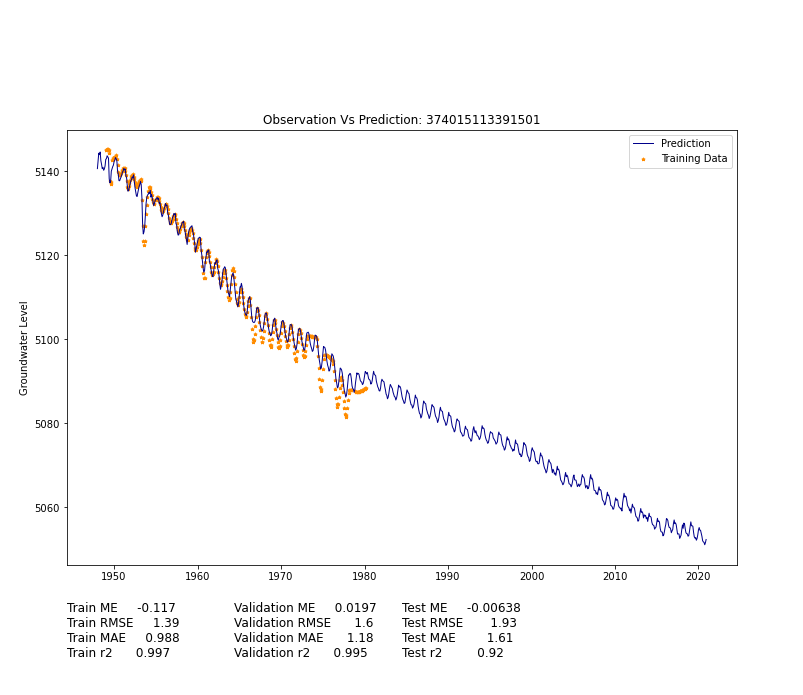 Observation Vs Prediction: 374015113391501
Prediction
Training Data
5140
5120
5100
5080
5060
Groundwater Level
1950 1960 1970 1980 1990 2000 2010 2020
Train ME -0.117 Validation ME 0.0197 Test ME -0.00638
Train RMSE 1.39 Validation RMSE 1.6 Test RMSE 1.93
Train MAE 0.988 Validation MAE 1.18 Test MAE 1.61
Train r2 0.997 Validation r2 0.995 Test r2 0.92